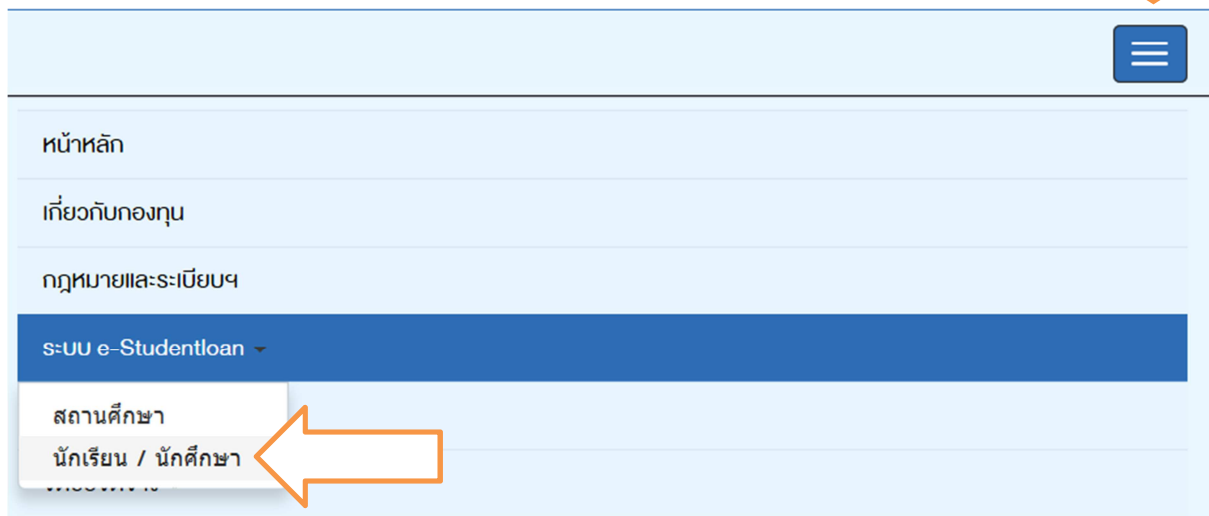 หน้าหลัก
เกี่ยวกับกองทุน
กฎหมายและระเบียบฯ
ระบบ e-Studentloan
สถานศึกษา
นักเรียน / นักศึกษา